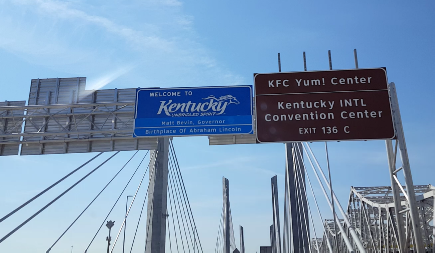 WELCOME TO
Kentucky
UNBRIDLED SPIRIT
Matt Bevin, Governor
Birthplace Of Abraham Lincoln
KFC Yum! Center
Kentucky INTL
Convention Center
EXIT 136 C